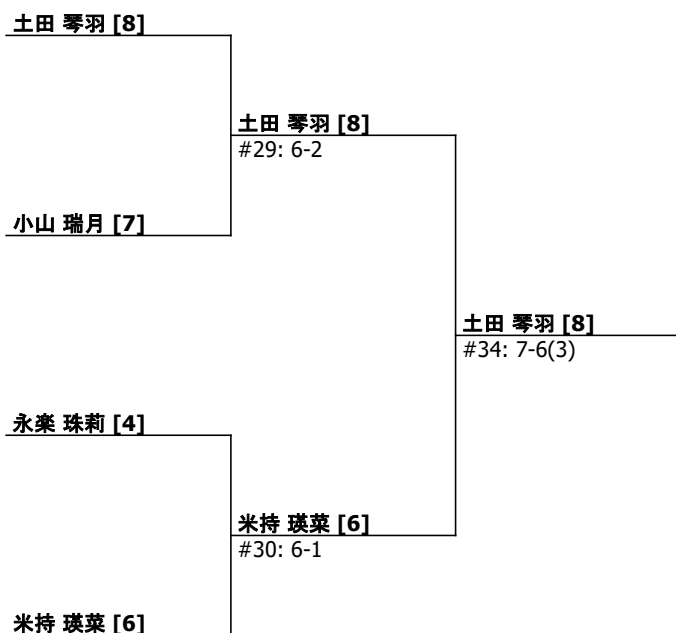 土田 琴羽 [8]
土田 琴羽 [8]
#29: 6-2
小山 瑞月 [7]
土田 琴羽 [8]
#34: 7-6(3)
永楽 珠莉 [4]
米持 瑛菜 [6]
#30: 6-1
米持 瑛菜 [6]